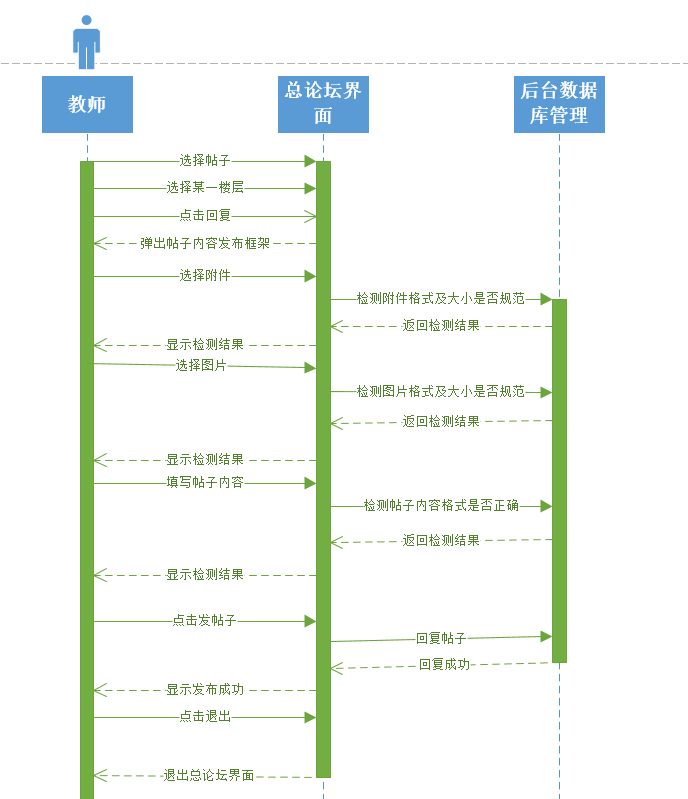 教师
总论坛界
面
后台数据
库管理
选择帖子
选择某一楼层
点击回复
弹出帖子内容发布框架
选择附件
检测附件格式及大小是否规范
返回检测结果
显示检测结果
选择图片
检测图片格式及大小是否规范
返回检测结果
显示检测结果
填写帖子内容
检测帖子内容格式是否正确
返回检测结果
显示检测结果
点击发帖子
回复帖子
回复成功
显示发布成功
点击退出
退出总论坛界面